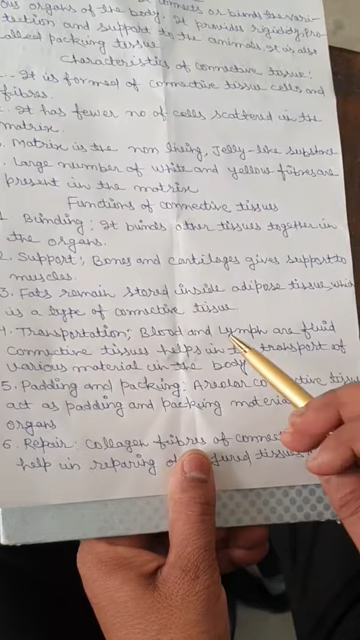 ous organs of the body. It provides rigidity, pro-
tection and support to the animals. It is also
called packing tissue
Characteristics of connective tissue:
It is formed of connective tissue cells and
fibres.
It has fewer no of cells scattered in the
matrix.
Matrix is the non living, Jelly-like substance
Large number of white and yellow fibres are
present in the matrix
Functions of connective tissues
1. Binding: It binds other tissues together in
the organs.
2. Support; Bones and cartilages gives support to
muscles.
3. Fats remain stored inside adipose tissue, which
is a type of connective tissue
4. Transportation; Blood and Lymph are fluid
Connective tissues helps in the transport of
various material in the body
5. Padding and packing: Areolar connective tissue
act as padding and packing material
organs
6. Repair: Collagen fibres of
help in repairing tissues